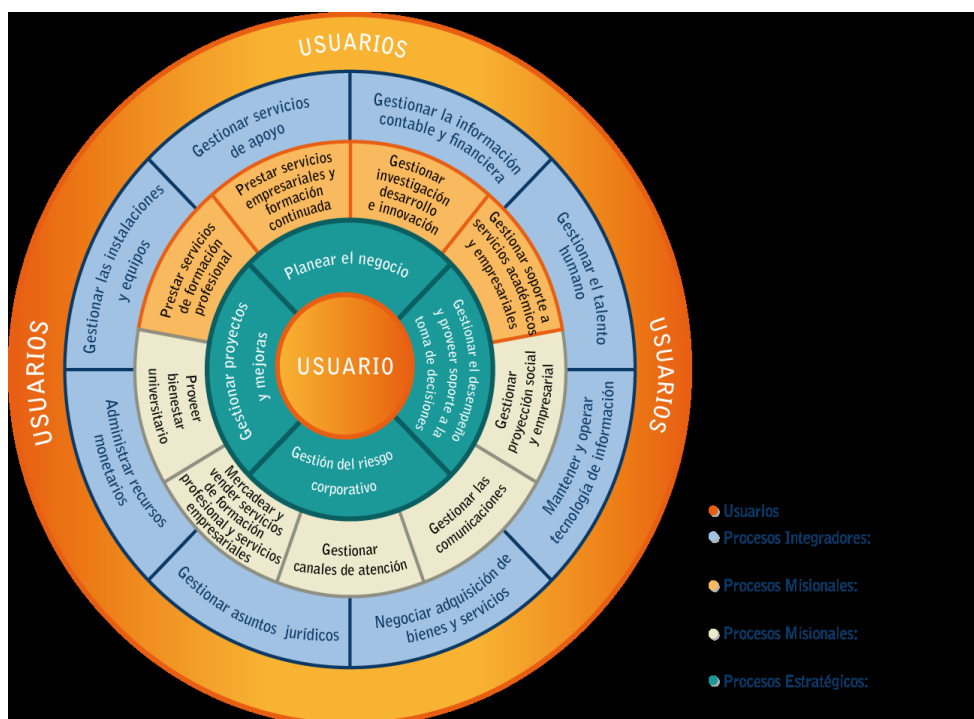 USUARIOS
Gestionar servicios
de apoyo
Gestionar la información
contable y financiera
Gestionar el talento
humano
Mantener y operar
tecnología de información
Negociar adquisición de
bienes y servicios
Gestionar asuntos jurídicos
Administrar recursos
monetarios
Gestionar las instalaciones
y equipos
USUARIOS
USUARIOS
Prestar servicios
empresariales y
formación
continuada
Gestionar
investigación
desarrollo
e innovación
Gestionar soporte a
servicios académicos
y empresariales
Gestionar
proyección social
y empresarial
Gestionar las
comunicaciones
Gestionar
canales de atención
Mercadear y
vender servicios
de formación
profesional y servicios
empresariales
Proveer
bienestar
universitario
Prestar servicios
de formación
profesional
Planear el negocio
Gestionar el desempeño
y proveer soporte a la
toma de decisiones
Gestión del riesgo
corporativo
Gestionar proyectos
y mejoras
USUARIO
Usuarios
Procesos Integradores:
Procesos Misionales:
Procesos Misionales:
Procesos Estratégicos: